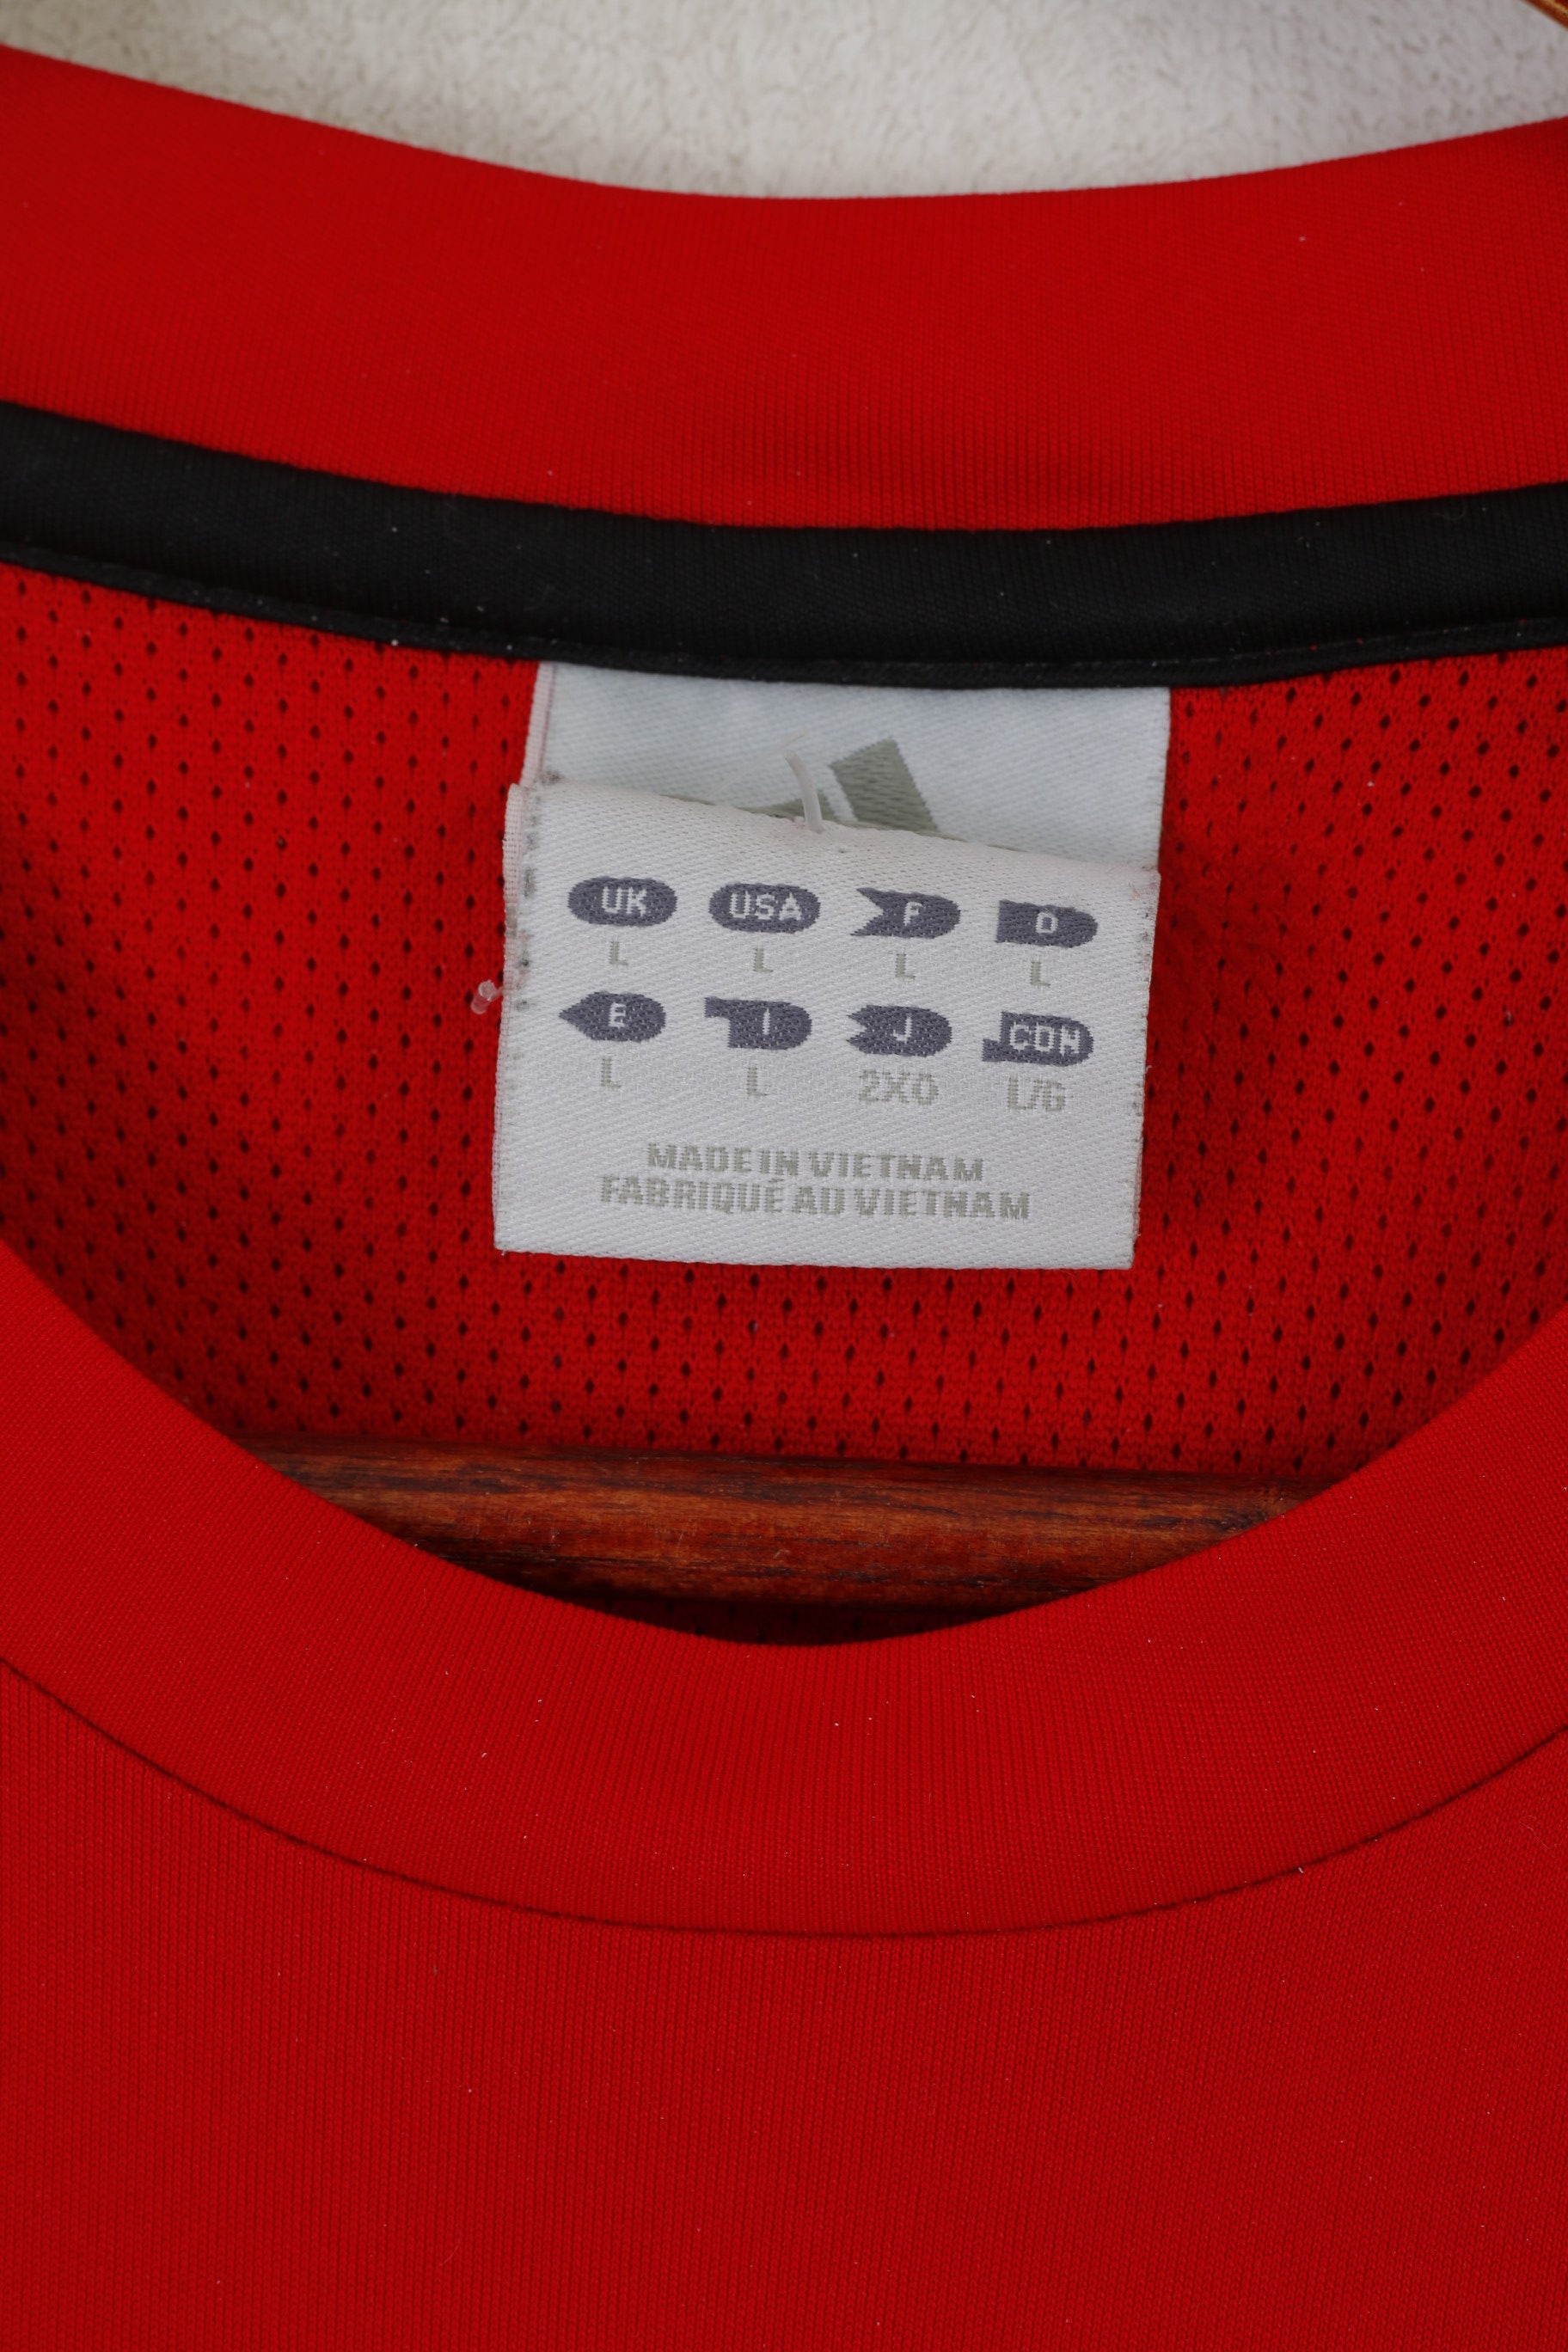 UK USA F D
L L L L
E I J CDN
L L 2XO L/G
MADE IN VIETNAM
FABRIQUÉ AU VIETNAM